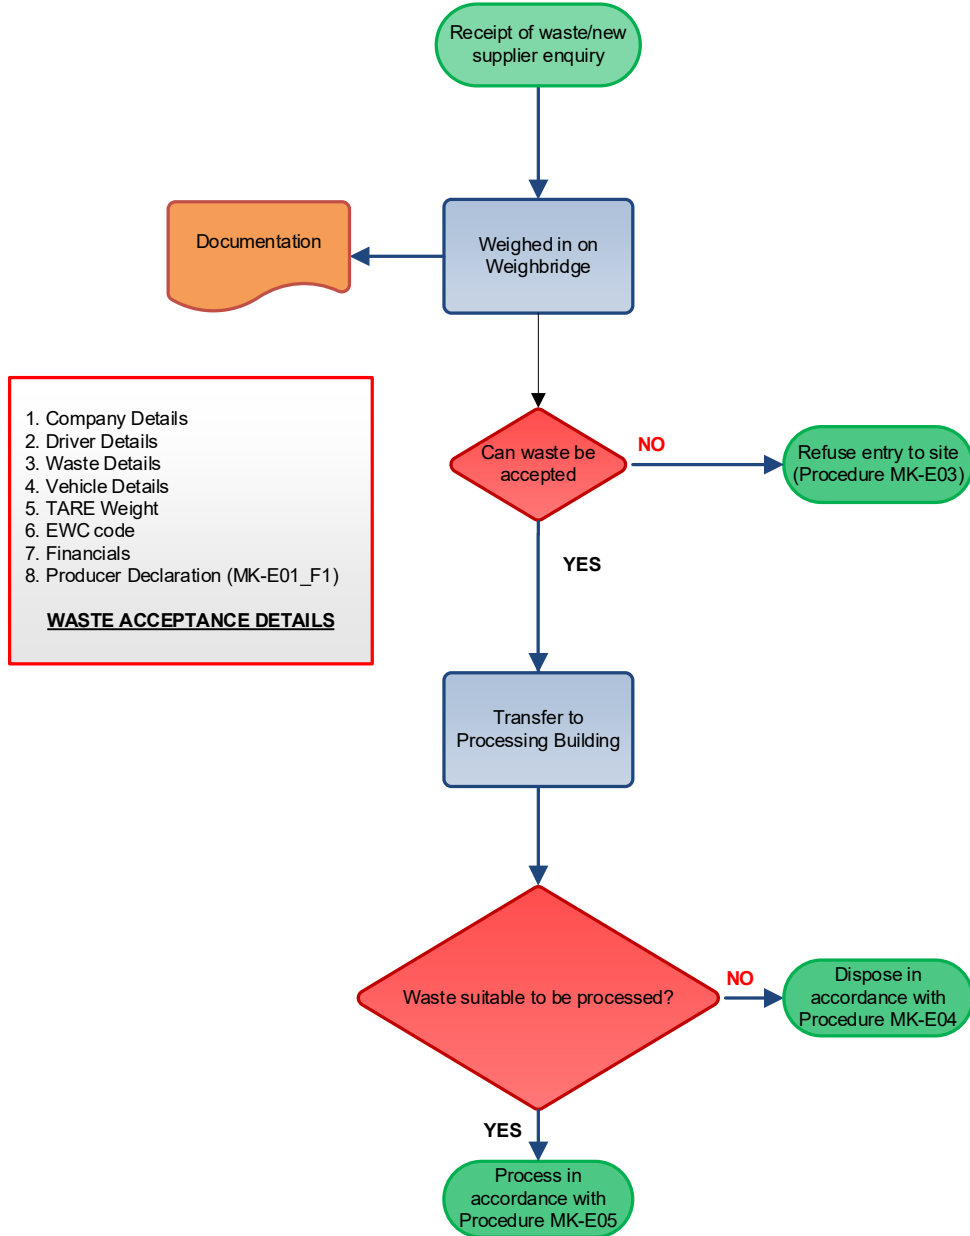 Receipt of waste/new
supplier enquiry
Documentation
Weighed in on
Weighbridge
1. Company Details
2. Driver Details
3. Waste Details
4. Vehicle Details
5. TARE Weight
6. EWC code
7. Financials
8. Producer Declaration (MK-E01_F1)
WASTE ACCEPTANCE DETAILS
Can waste be
accepted
NO
Refuse entry to site
(Procedure MK-E03)
YES
Transfer to
Processing Building
Waste suitable to be processed?
NO
Dispose in
accordance with
Procedure MK-E04
YES
Process in
accordance with
Procedure MK-E05